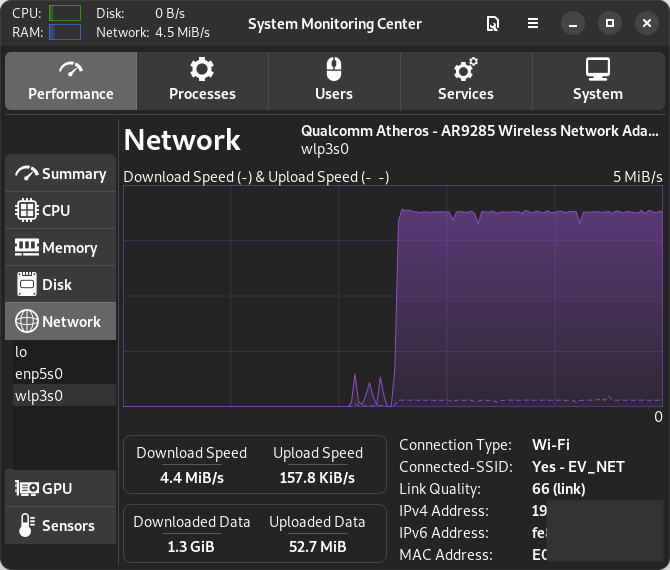 CPU: Disk: 0 B/s
RAM: Network: 4.5 MiB/s
System Monitoring Center
Performance Processes Users Services System
Network
Qualcomm Atheros - AR9285 Wireless Network Ada...
wlp3s0
Download Speed (-) & Upload Speed (- -) 5 MiB/s
0
Summary
CPU
Memory
Disk
Network
lo
enp5s0
wlp3s0
GPU
Sensors
Download Speed Upload Speed
4.4 MiB/s 157.8 KiB/s
Downloaded Data Uploaded Data
1.3 GiB 52.7 MiB
Connection Type: Wi-Fi
Connected-SSID: Yes - EV_NET
Link Quality: 66 (link)
IPv4 Address: 19
IPv6 Address:
MAC Address: